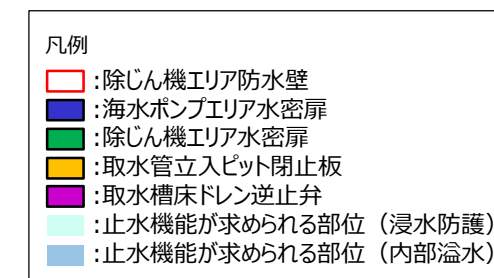 凡例
:除じん機エリア防水壁
:海水ポンプエリア水密扉
:除じん機エリア水密扉
:取水管立入ピット閉止板
:取水槽床ドレン逆止弁
:止水機能が求められる部位（浸水防護）
:止水機能が求められる部位（内部溢水）